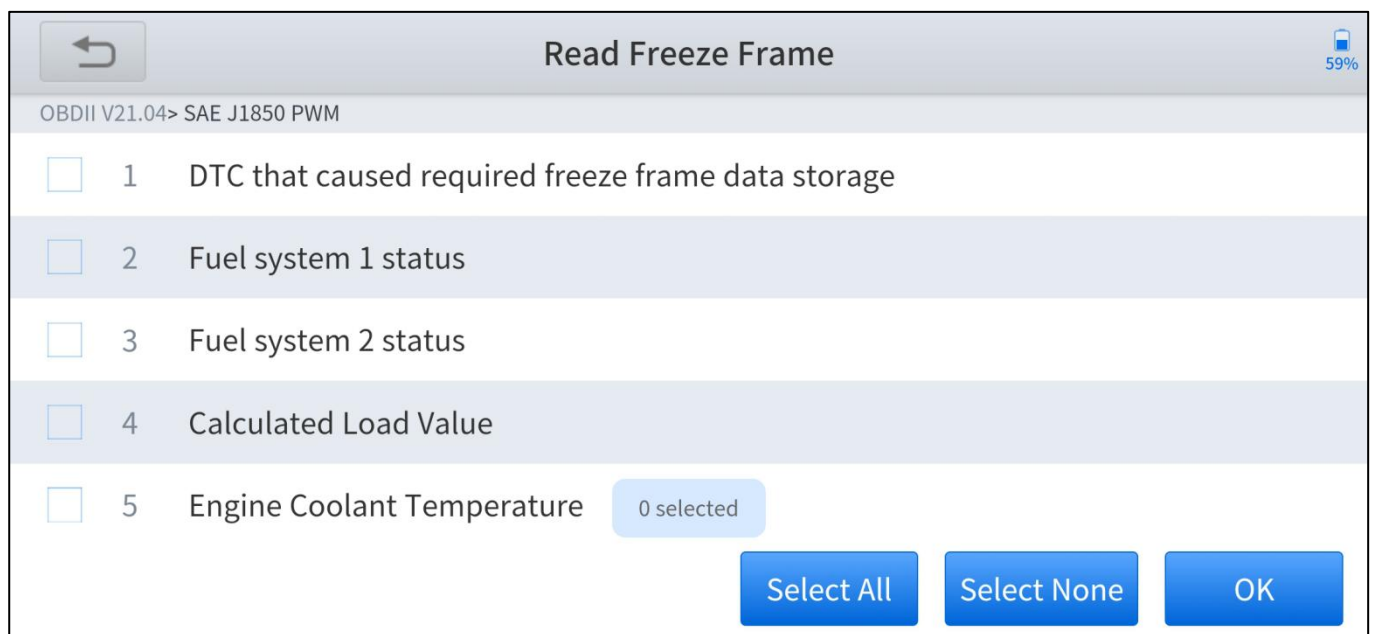 Read Freeze Frame
59%
OBDII V21.04> SAE J1850 PWM
1 DTC that caused required freeze frame data storage
2 Fuel system 1 status
3 Fuel system 2 status
4 Calculated Load Value
5 Engine Coolant Temperature
0 selected
Select All Select None OK